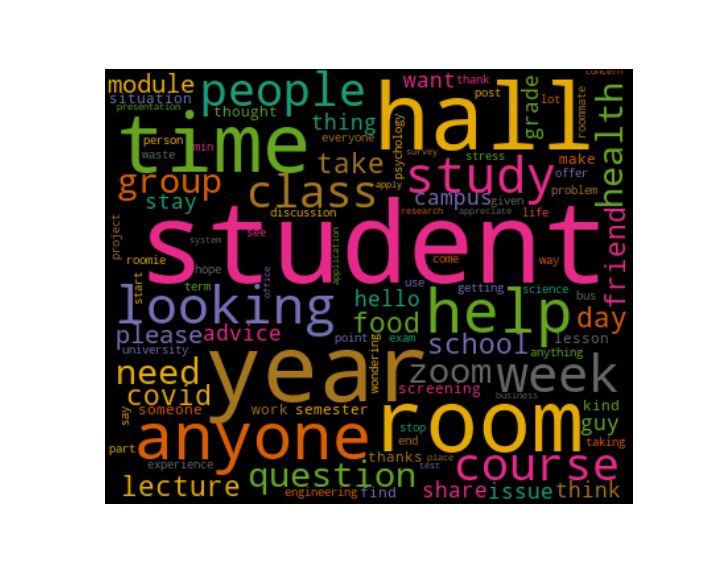 concern
module
people
want
thank
hall
grade
health
situation
post
lot
roommate
presentation
thought
thing
time
everyone
psychology
person
min
waste
survey
stress
make
take
study
offer
group
class
apply
problem
stay
campus
given
discussion
research
appreciate
life
friend
project
student
system
see
application
roomie
come
way
hope
office
start
term
use
getting
science
bus
looking
hello
help
food
day
please
advice
point
exam
school
lesson
university
wondering
anything
year
need
zoom
week
covid
screening
business
say
someone
work
semester
room
kind
anyone
stop
guy
end
taking
part
thanks
place
experience
question
test
course
lecture
engineering
find
share
issue
think